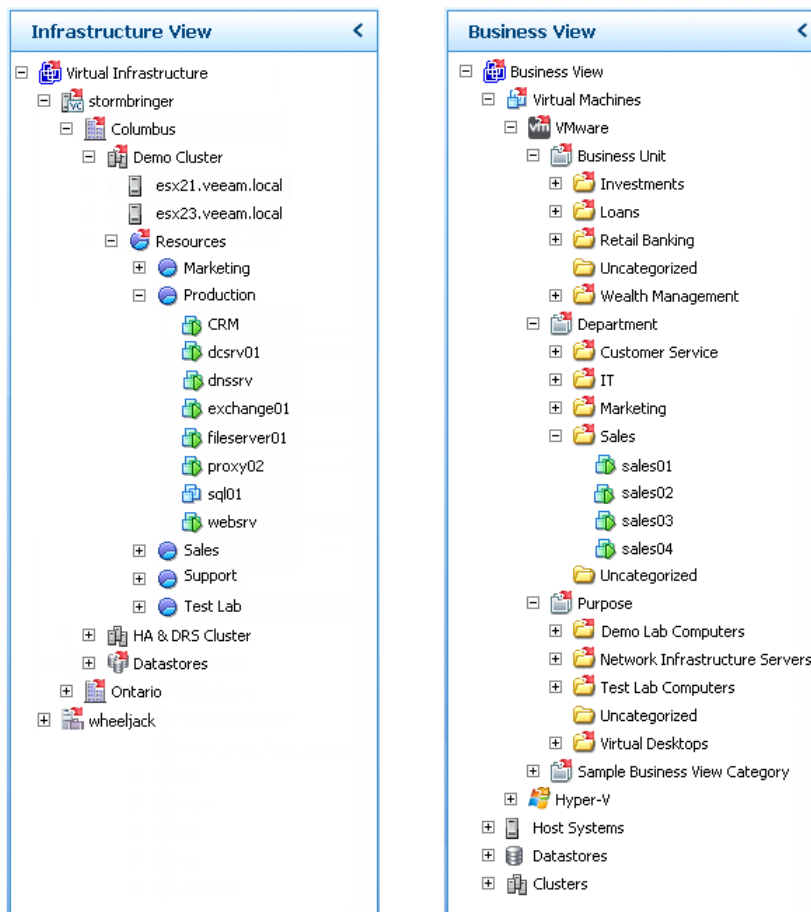 Infrastructure View
Virtual Infrastructure
stormbringer
Columbus
Demo Cluster
esx21.veeam.local
esx23.veeam.local
Resources
Marketing
Production
CRM
dcsrv01
dnssrv
exchange01
fileserver01
proxy02
sql01
websrv
Sales
Support
Test Lab
HA & DRS Cluster
Datastores
Ontario
wheeljack
Business View
Business View
Virtual Machines
vm VMware
Business Unit
Investments
Loans
Retail Banking
Uncategorized
Wealth Management
Department
Customer Service
IT
Marketing
Sales
sales01
sales02
sales03
sales04
Uncategorized
Purpose
Demo Lab Computers
Network Infrastructure Servers
Test Lab Computers
Uncategorized
Virtual Desktops
Sample Business View Category
Hyper-V
Host Systems
Datastores
Clusters